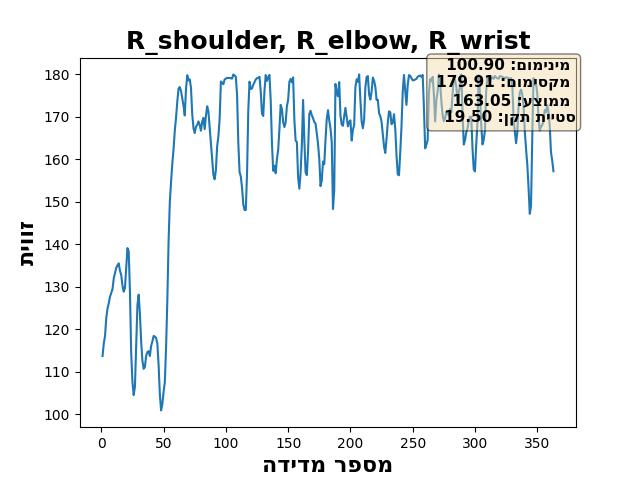 R_shoulder, R_elbow, R_wrist
מינימום: 100.90
מקסימום: 179.91
ממוצע: 163.05
סטיית תקן: 19.50
180
170
160
150
140
130
120
110
100
זווית
0 50 100 150 200 250 300 350
מספר מדידה